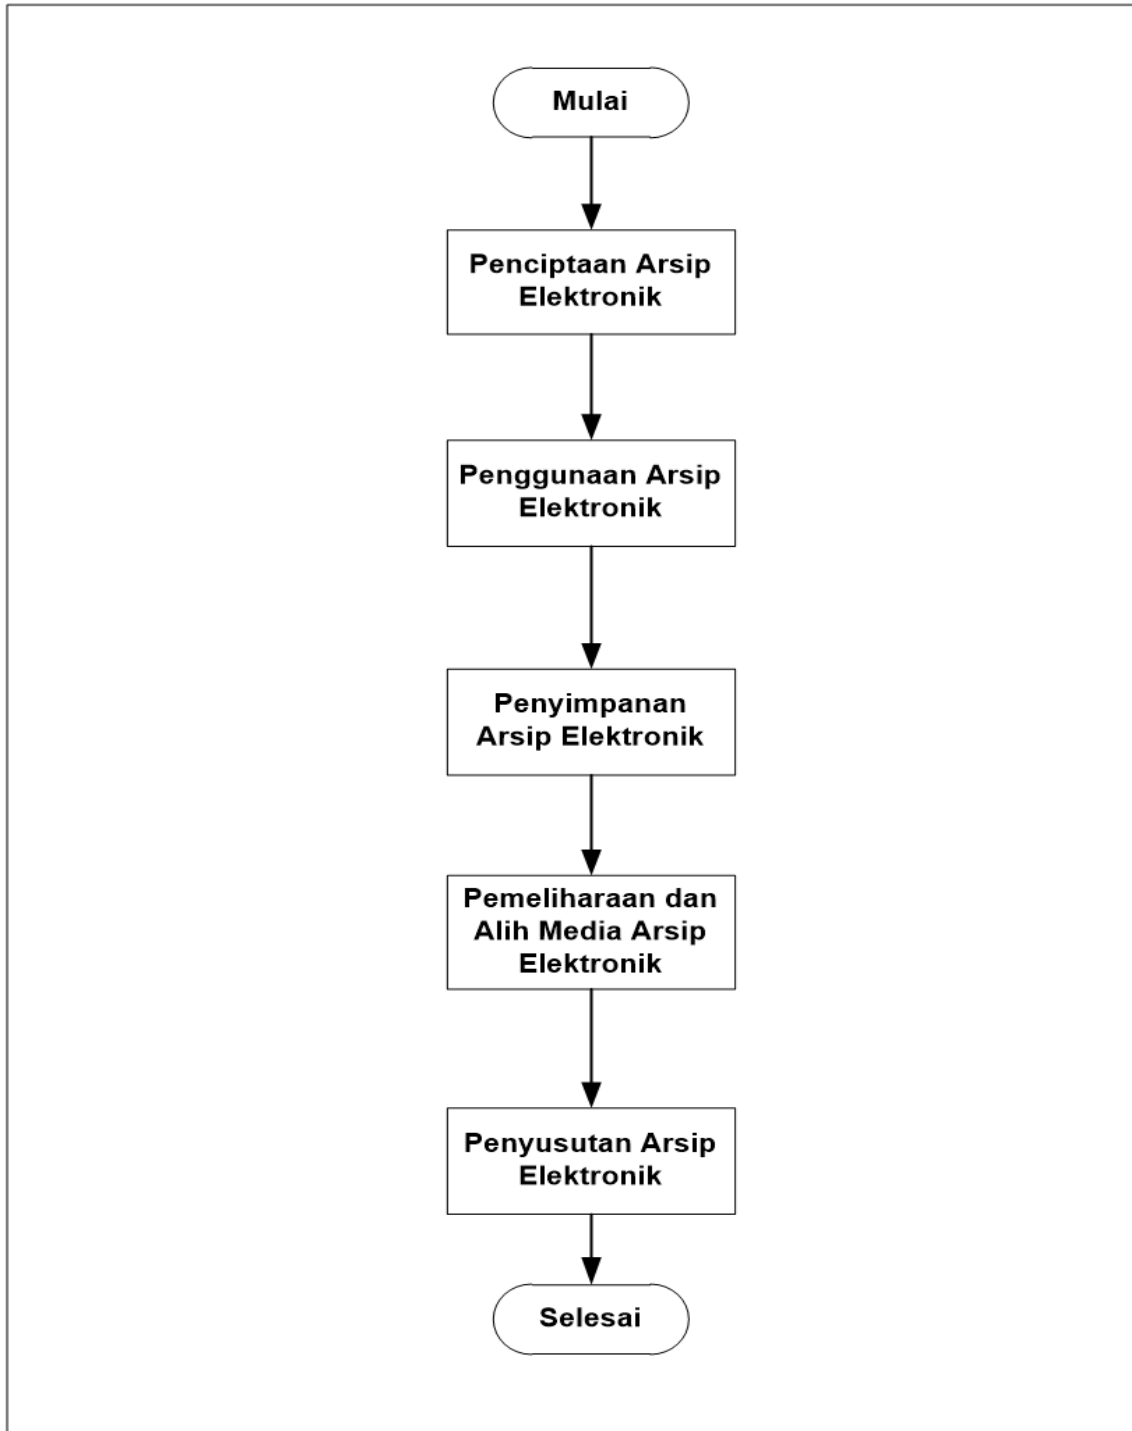 Mulai
Penciptaan Arsip
Elektronik
Penggunaan Arsip
Elektronik
Penyimpanan
Arsip Elektronik
Pemeliharaan dan
Alih Media Arsip
Elektronik
Penyusutan Arsip
Elektronik
Selesai